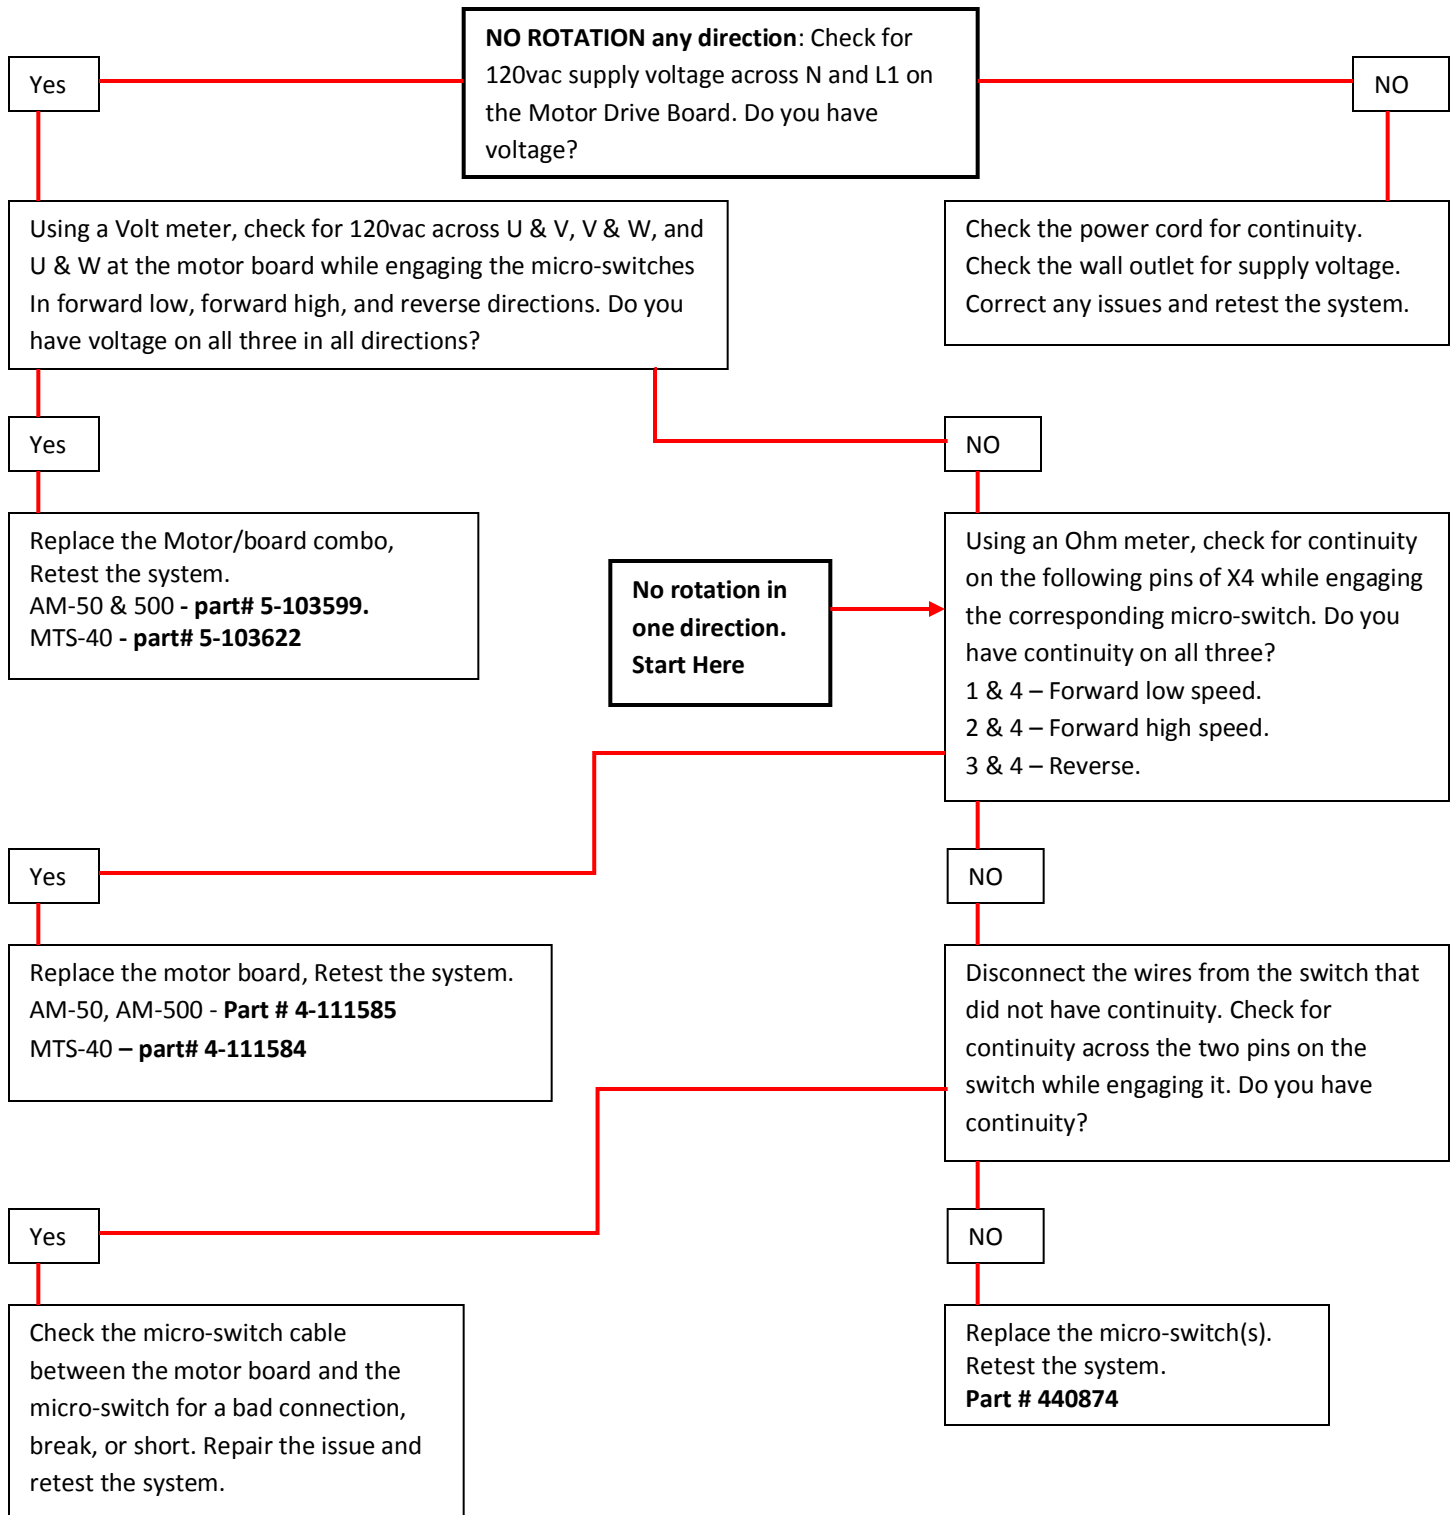 NO ROTATION any direction: Check for
120vac supply voltage across N and L1 on
the Motor Drive Board. Do you have
voltage?
Yes
NO
Using a Volt meter, check for 120vac across U & V, V & W, and
U & W at the motor board while engaging the micro-switches
In forward low, forward high, and reverse directions. Do you
have voltage on all three in all directions?
Check the power cord for continuity.
Check the wall outlet for supply voltage.
Correct any issues and retest the system.
Yes
NO
Replace the Motor/board combo,
Retest the system.
AM-50 & 500 - part# 5-103599.
MTS-40 - part# 5-103622
No rotation in
one direction.
Start Here
Using an Ohm meter, check for continuity
on the following pins of X4 while engaging
the corresponding micro-switch. Do you
have continuity on all three?
1 & 4 – Forward low speed.
2 & 4 – Forward high speed.
3 & 4 – Reverse.
Yes
NO
Replace the motor board, Retest the system.
AM-50, AM-500 - Part # 4-111585
MTS-40 – part# 4-111584
Disconnect the wires from the switch that
did not have continuity. Check for
continuity across the two pins on the
switch while engaging it. Do you have
continuity?
Yes
NO
Check the micro-switch cable
between the motor board and the
micro-switch for a bad connection,
break, or short. Repair the issue and
retest the system.
Replace the micro-switch(s).
Retest the system.
Part # 440874